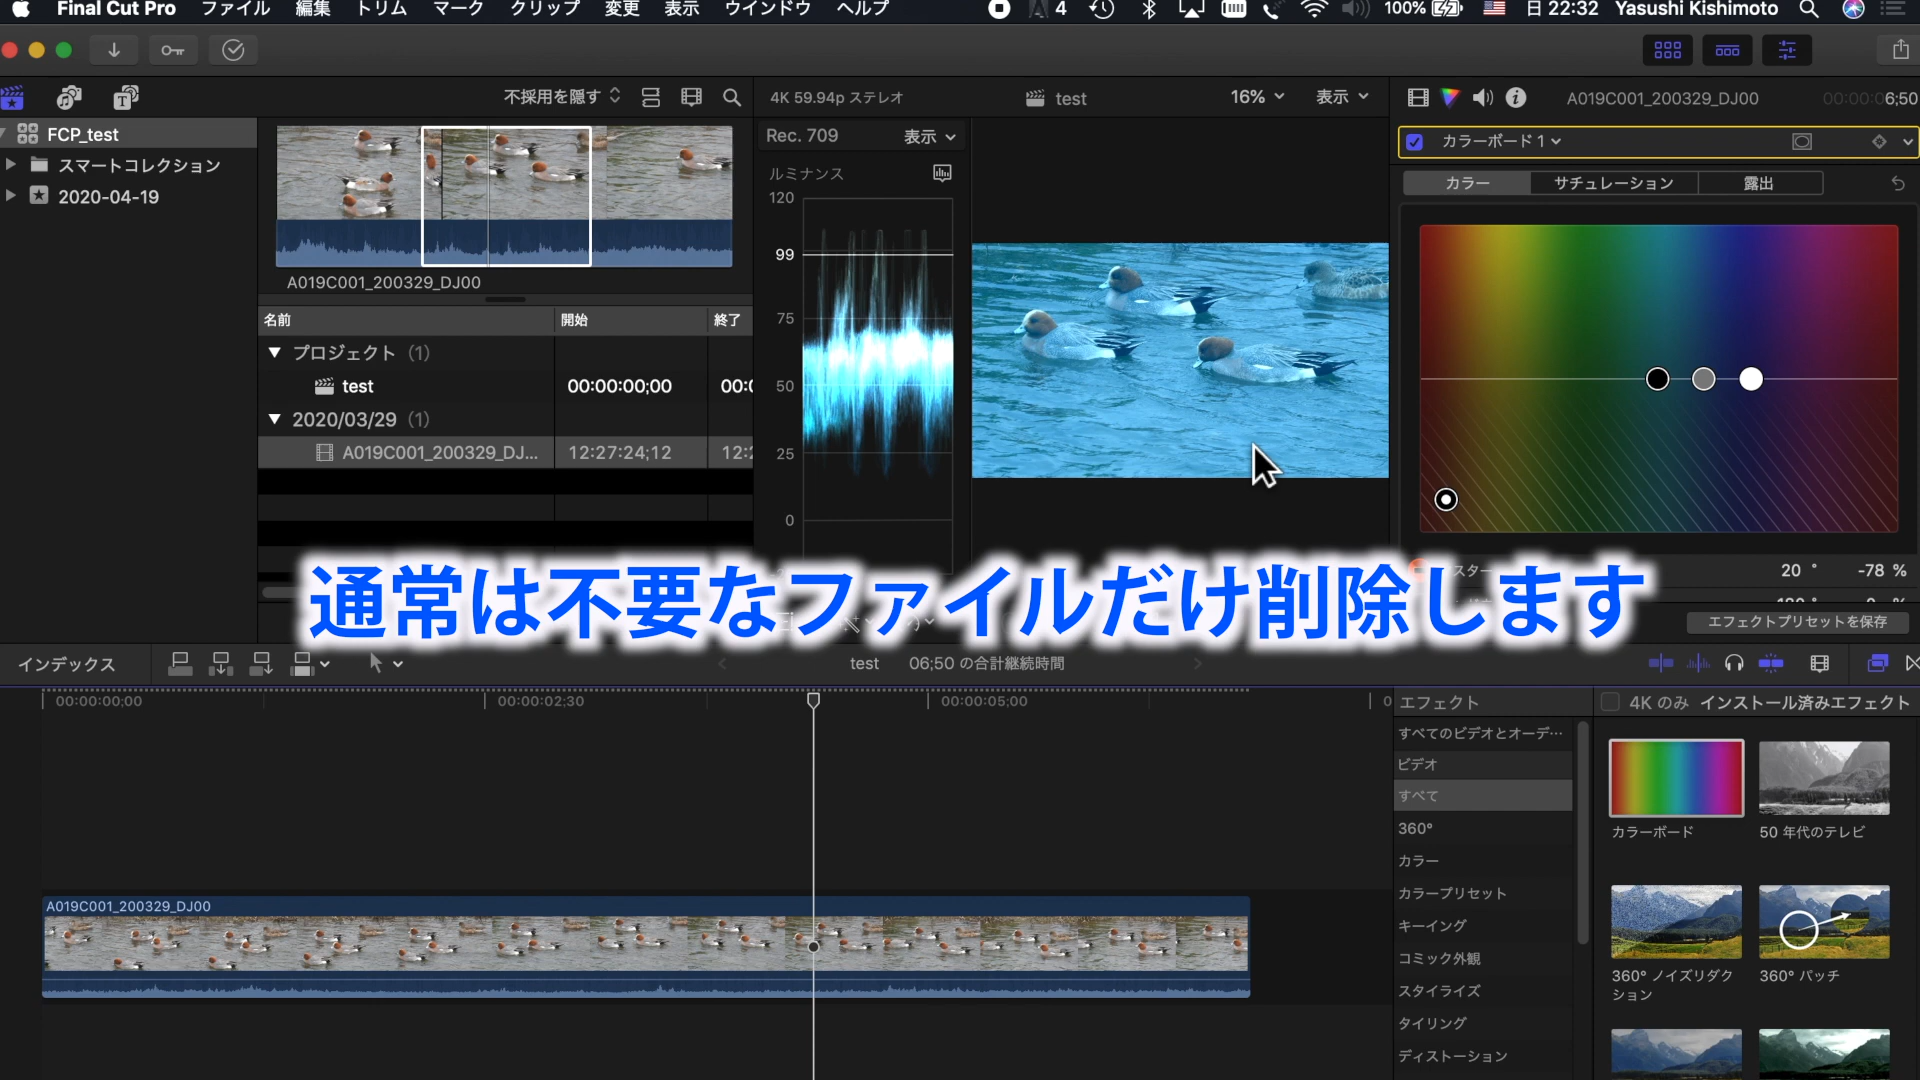 Final Cut Pro ファイル 編集 トリム マーク クリップ 変更 表示 ウインドウ ヘルプ 4 100% 日 22:32 Yasushi Kishimoto
不採用を隠す
4K 59.94p ステレオ test 16% 表示
A019C001_200329_DJ00 00:00:06;50
FCP_test
スマートコレクション
2020-04-19
A019C001_200329_DJ00
名前 開始 終了
プロジェクト (1)
test 00:00:00;00
2020/03/29 (1)
A019C001_200329_DJ... 12:27:24;12
Rec. 709 表示
ルミナンス
120
99
75
50
25
0
カラーボード 1
カラー サチュレーション 露出
20 ° -78 %
エフェクトプリセットを保存
通常は不要なファイルだけ削除します
インデックス test 06;50 の合計継続時間
00:00:00;00 00:00:02;30 00:00:05;00
A019C001_200329_DJ00
エフェクト 4K のみ インストール済みエフェクト
すべてのビデオとオーデ…
ビデオ
すべて
360°
カラー
カラープリセット
キーイング
コミック外観
スタイライズ
タイリング
ディストーション
カラーボード 50 年代のテレビ
360° ノイズリダクション 360° パッチ